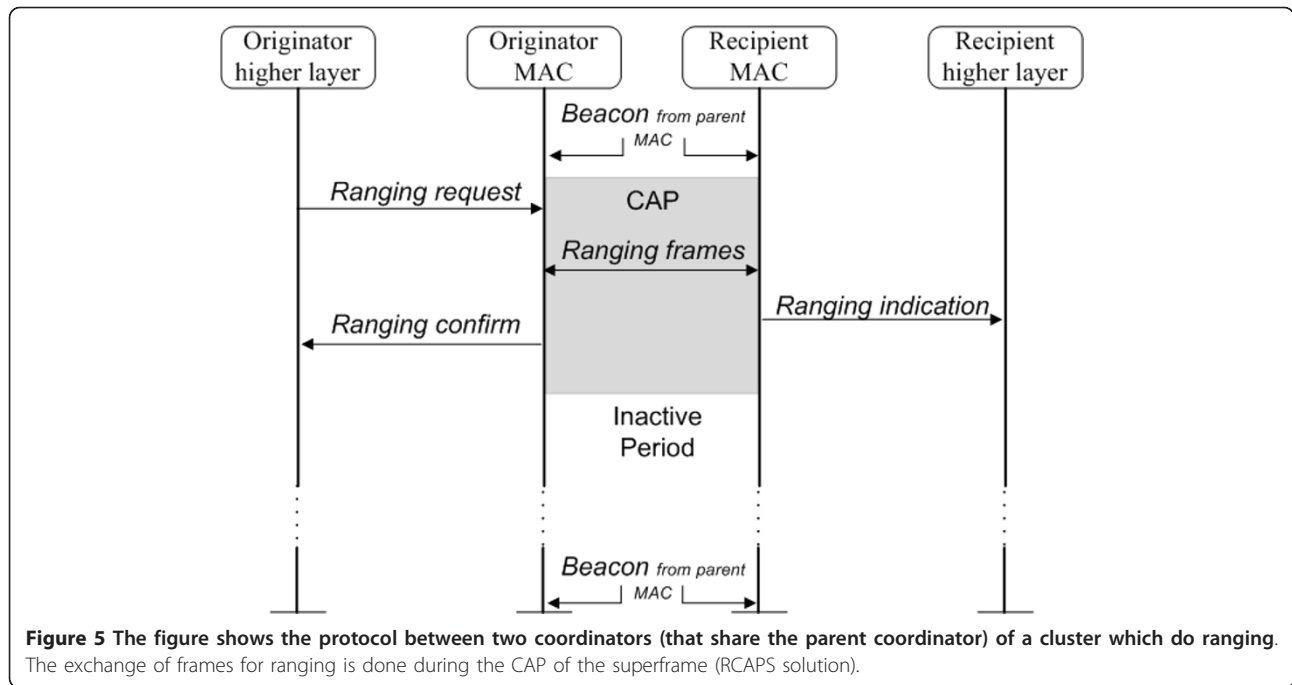 Originator
higher layer
Originator
MAC
Recipient
MAC
Recipient
higher layer
Beacon from parent
MAC
Ranging request
CAP
Ranging frames
Ranging indication
Ranging confirm
Inactive
Period
Beacon from parent
MAC
Figure 5 The figure shows the protocol between two coordinators (that share the parent coordinator) of a cluster which do ranging.
The exchange of frames for ranging is done during the CAP of the superframe (RCAPS solution).